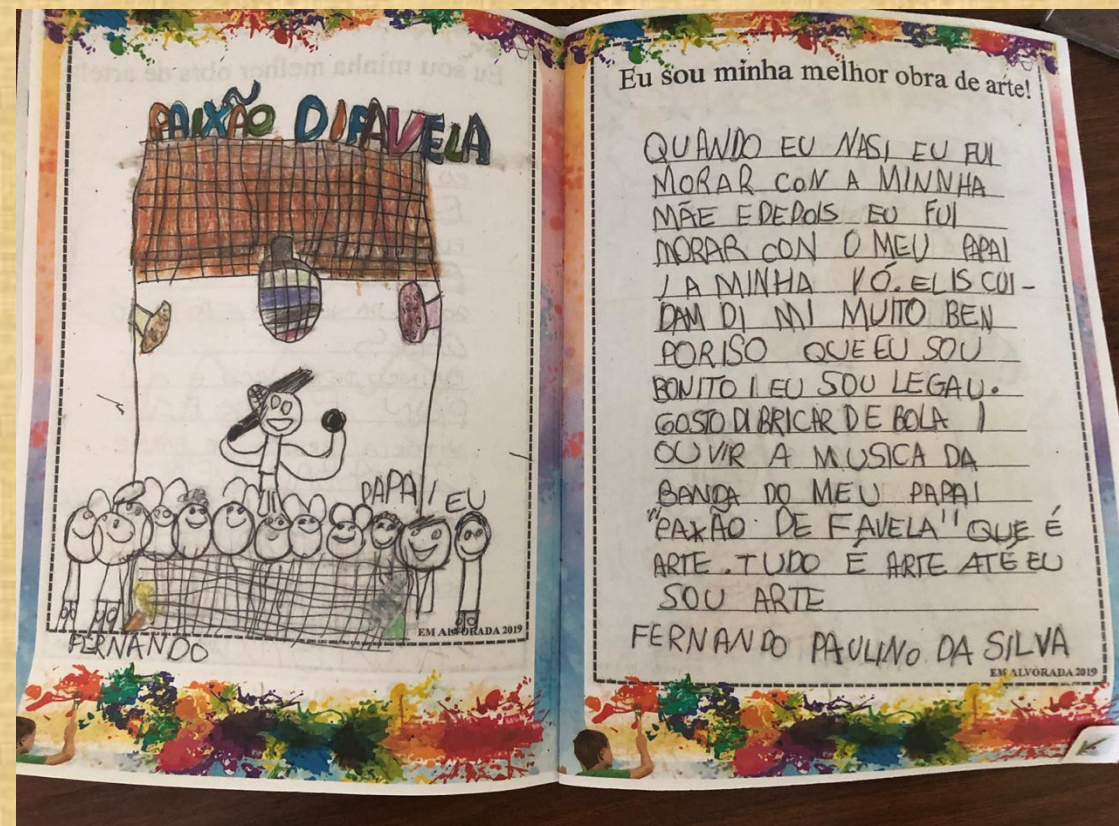 PAIXÃO DIFAVELA
PAPAI
EU
EM ALVORADA 2019
FERNANDO
Eu sou minha melhor obra de arte!
QUANDO EU NASI EU FUI
MORAR CON A MINNHA
MÃE EDEPOIS EU FUI
MORAR CON O MEU PAPAI
I A MINHA VÓ. ELIS CUI-
DAM DI MI MUITO BEN
PORISO QUE EU SOU
BONITO I EU SOU LEGAU.
GOSTO DI BRICAR DE BOLA I
OUVIR A MUSICA DA
BANDA DO MEU PAPAI
"PAXÃO DE FAVELA" QUE É
ARTE. TUDO É ARTE ATÉ EU
SOU ARTE
FERNANDO PAULINO DA SILVA
EM ALVORADA 2019